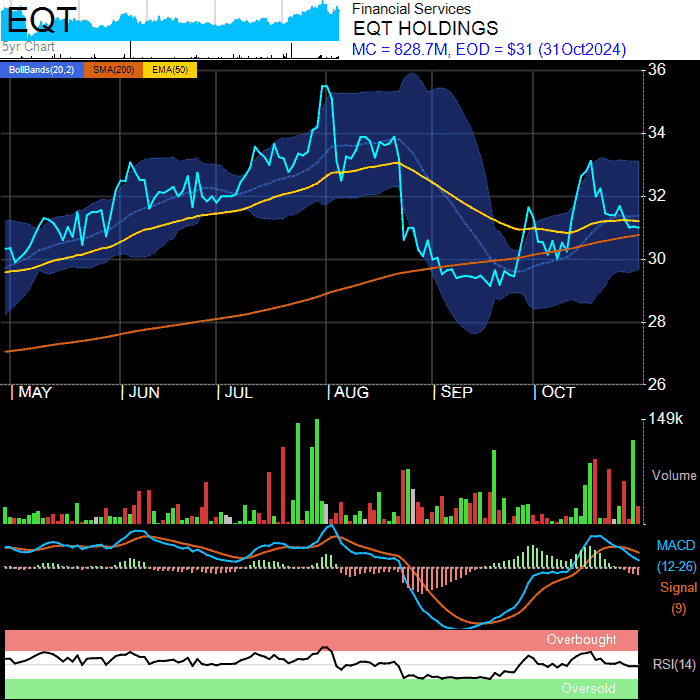 EQT
5yr Chart
Financial Services
EQT HOLDINGS
MC = 828.7M, EOD = $31 (31Oct2024)
BollBands(20,2) SMA(200) EMA(50)
36
34
32
30
28
26
MAY JUN JUL AUG SEP OCT
149k
Volume
MACD
(12-26)
Signal
(9)
Overbought
RSI(14)
Oversold